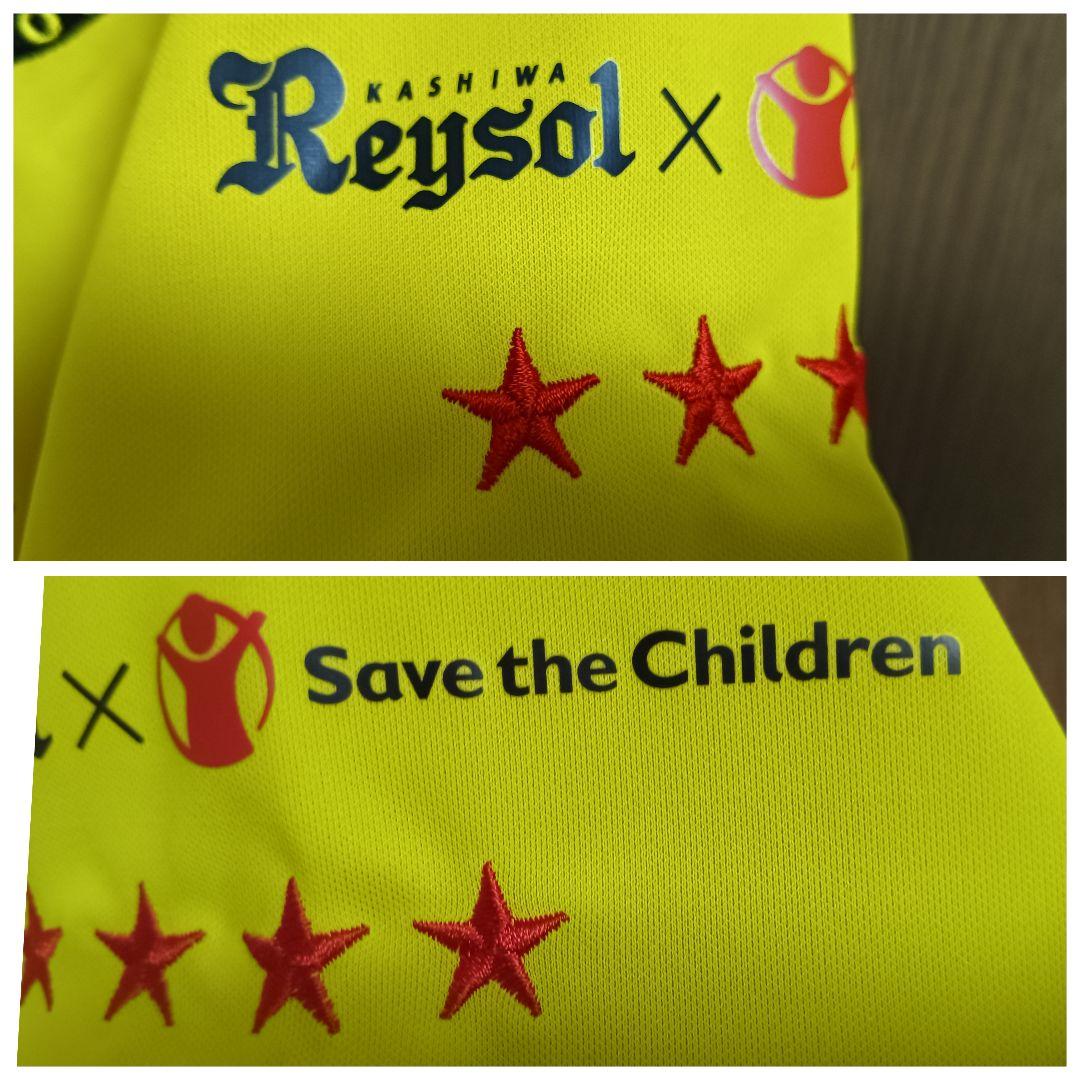 KASHIWA
Reysol ×
× Save the Children